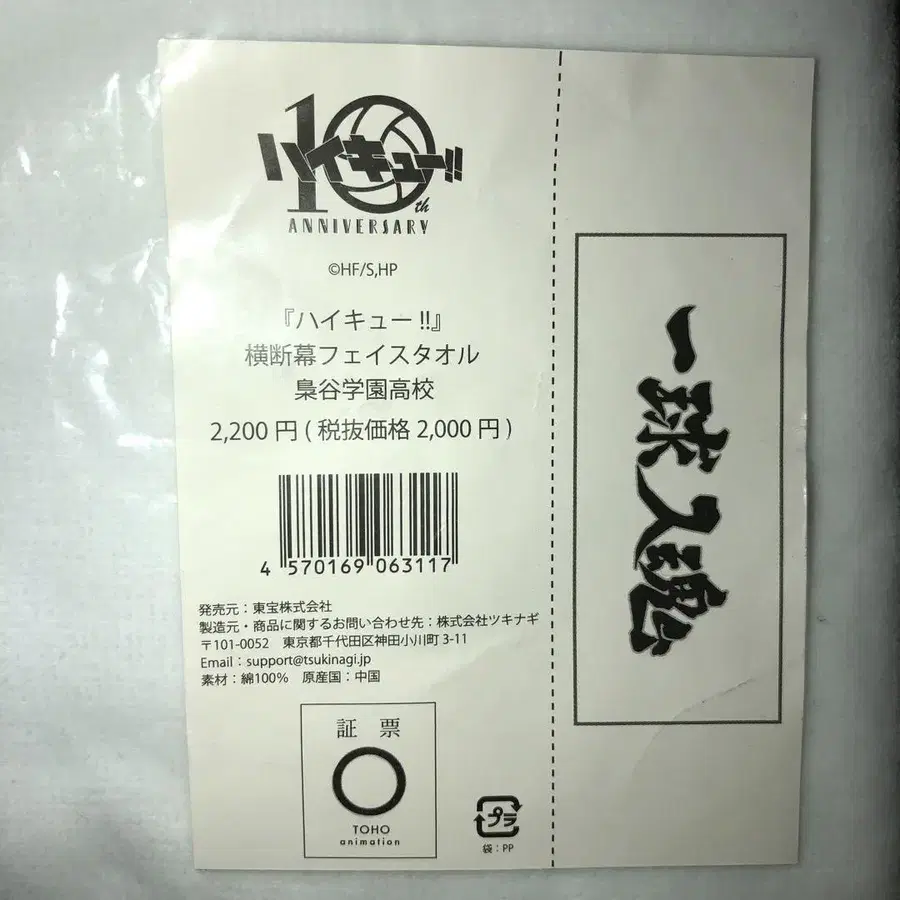 10th
ハイキュー!!
ANNIVERSARY
©HF/S,HP
『ハイキュー!!』
横断幕フェイスタオル
梟谷学園高校
2,200円(税抜価格2,000円)
4 570169 063117
発売元：東宝株式会社
製造元・商品に関するお問い合わせ先：株式会社ツキナギ
〒101-0052 東京都千代田区神田小川町3-11
Email：support@tsukinagi.jp
素材：綿100% 原産国：中国
証 票
TOHO
animation
プラ
袋：PP
一球入魂